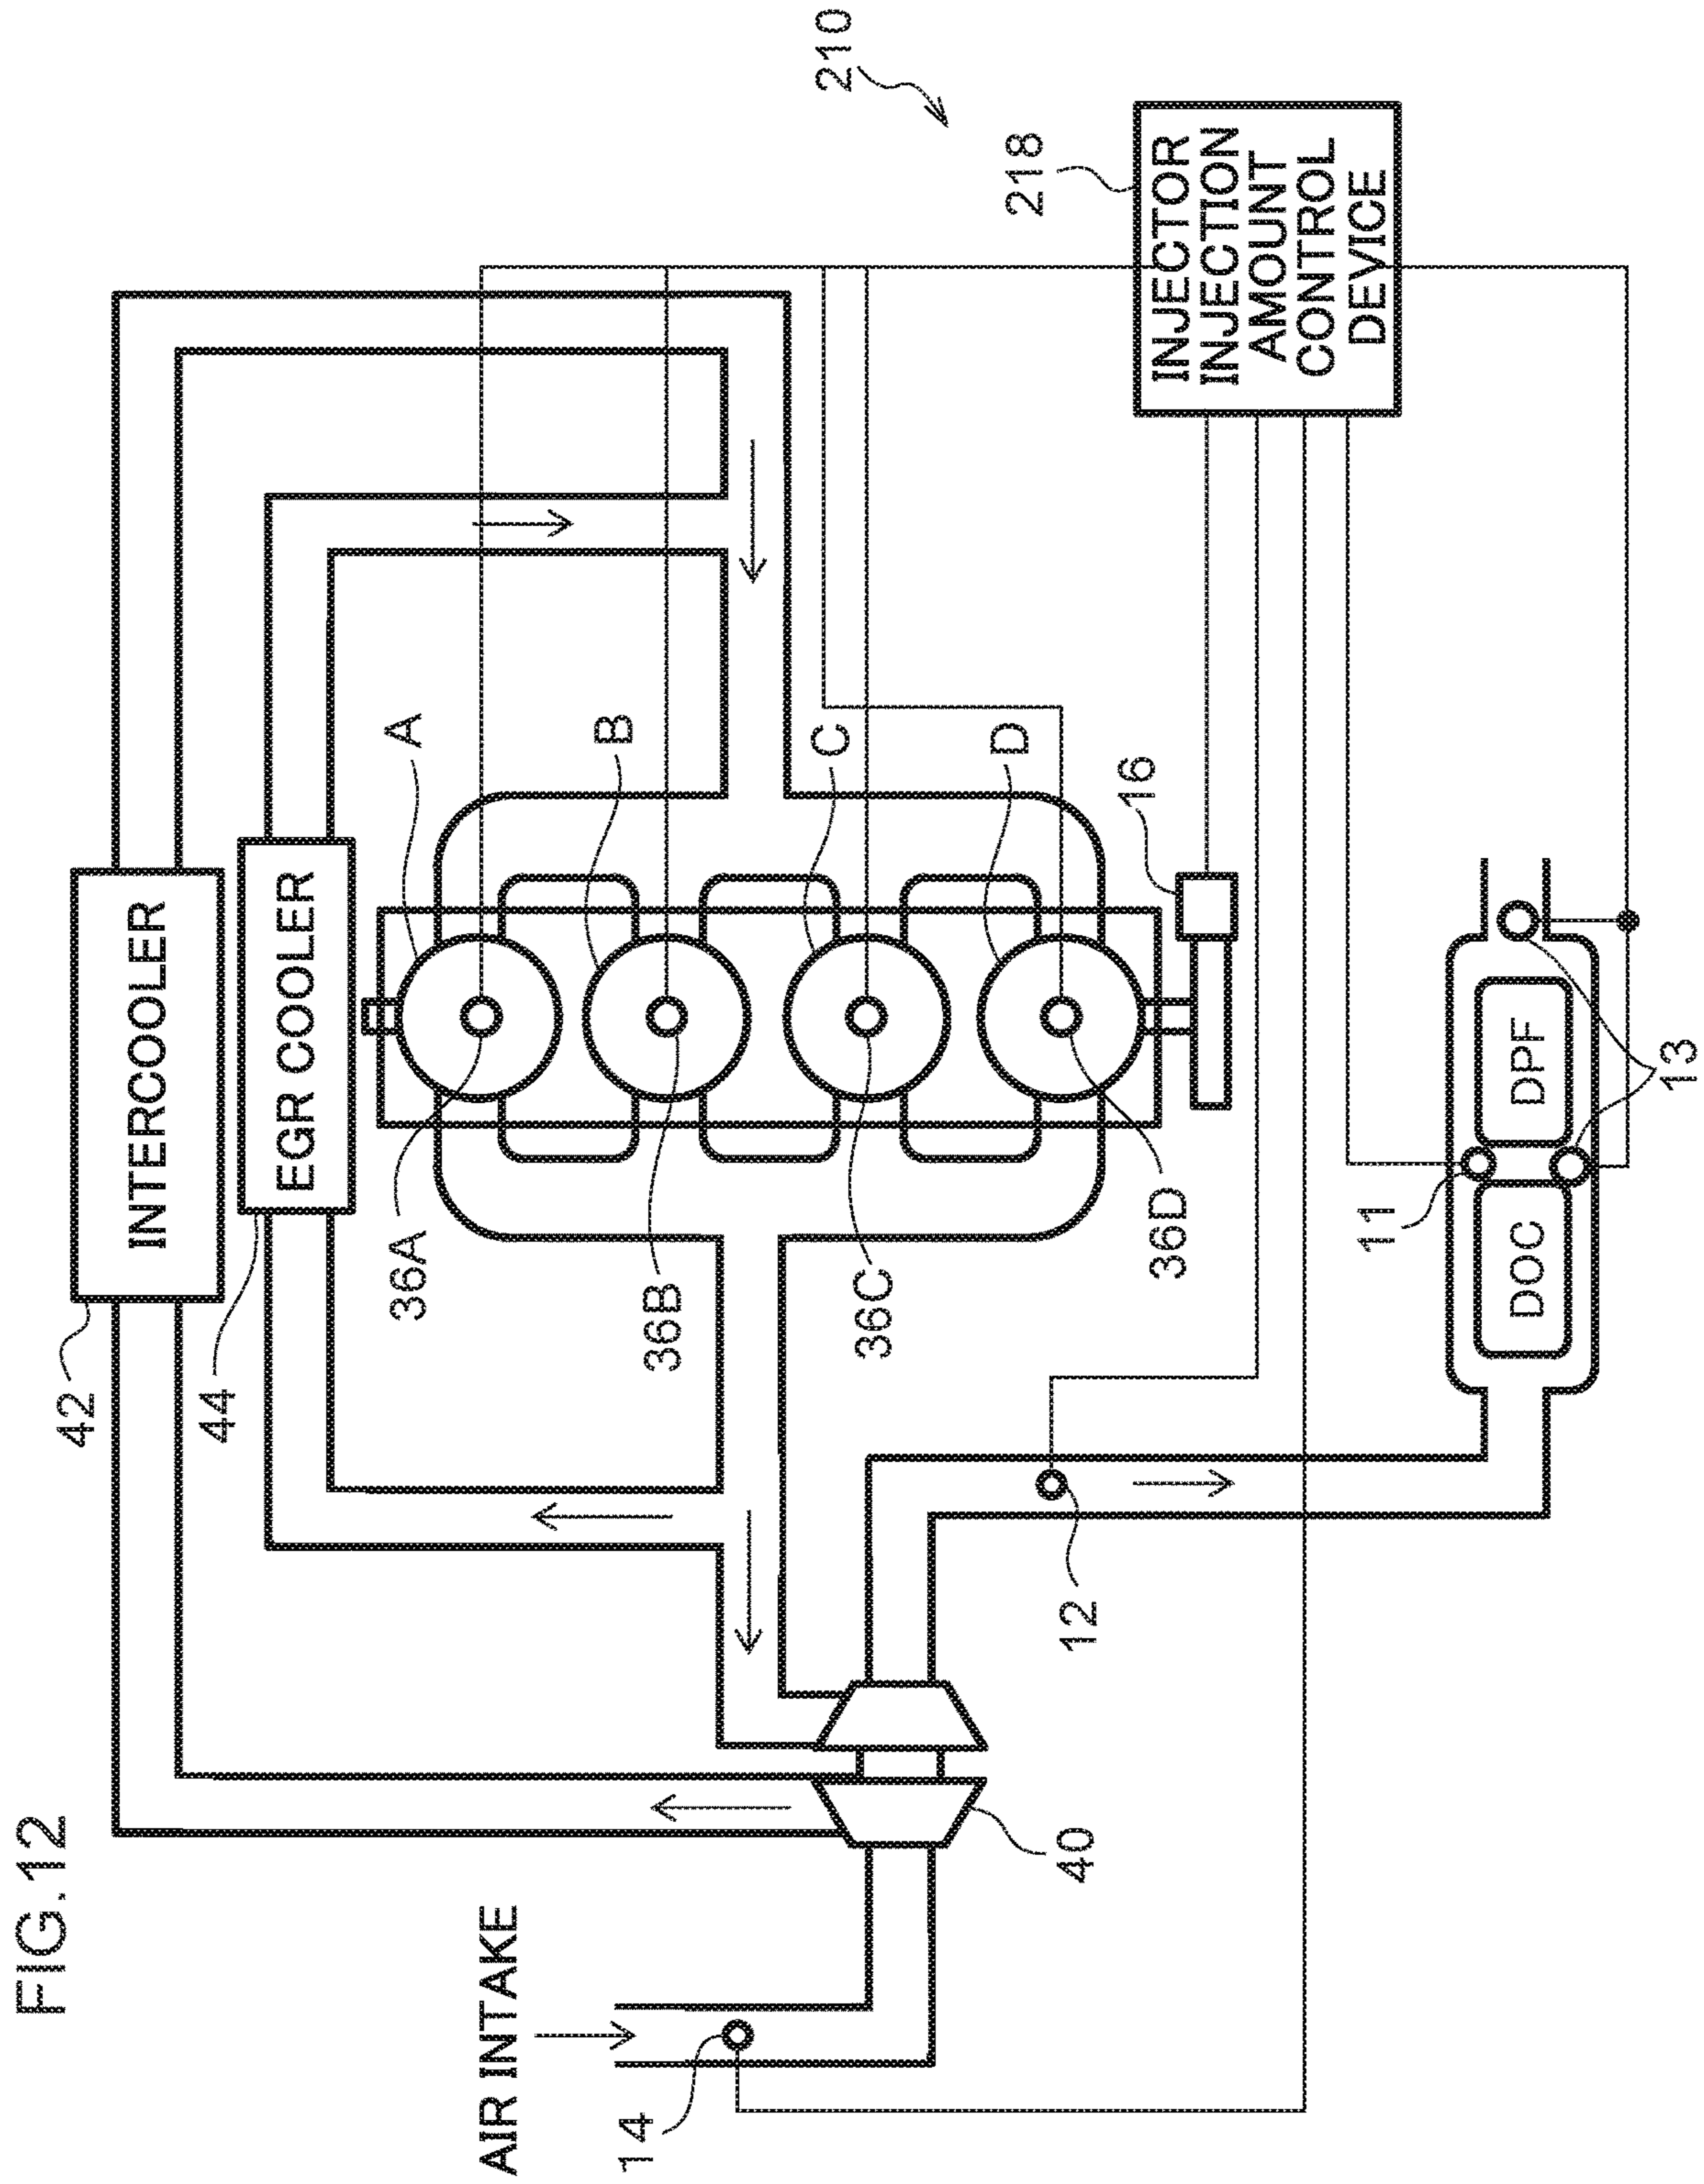 FIG.12
AIR INTAKE
14
40
12
42
INTERCOOLER
44
EGR COOLER
A
B
C
D
36A
36B
36C
36D
16
11
13
DOC
DPF
210
218
INJECTOR
INJECTION
AMOUNT
CONTROL
DEVICE